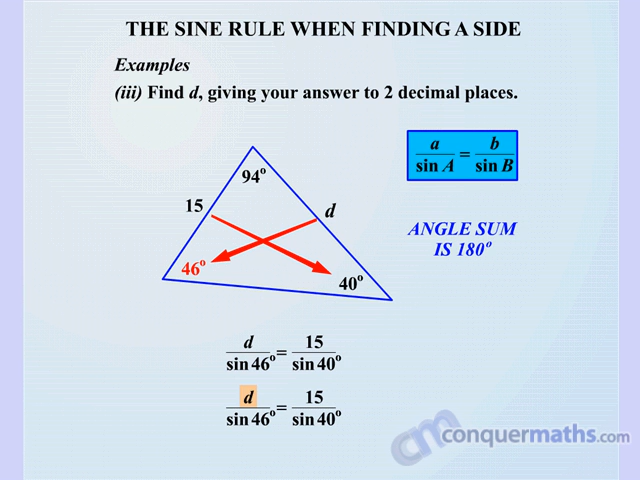 THE SINE RULE WHEN FINDING A SIDE
Examples
(iii) Find d, giving your answer to 2 decimal places.
a/sin A = b/sin B
94°
15
d
ANGLE SUM
IS 180°
46°
40°
d/sin 46° = 15/sin 40°
d/sin 46° = 15/sin 40°
cm conquermaths.com